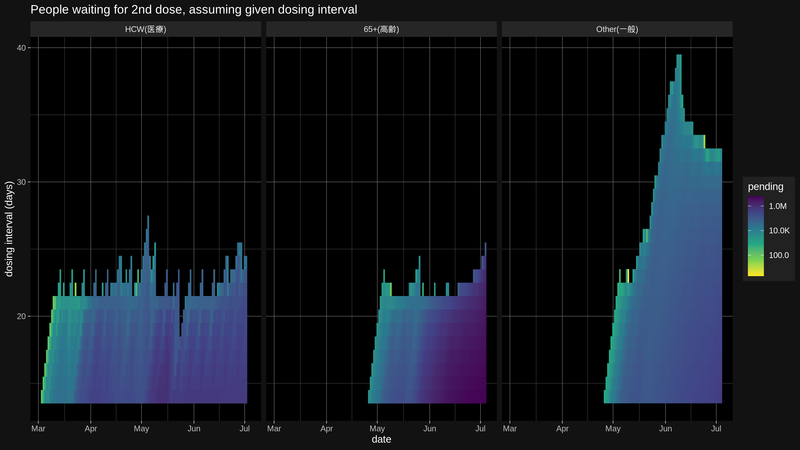 People waiting for 2nd dose, assuming given dosing interval
HCW(医療)
65+(高齢)
Other(一般)
dosing interval (days)
40
30
20
Mar Apr May Jun Jul
Mar Apr May Jun Jul
Mar Apr May Jun Jul
date
pending
1.0M
10.0K
100.0